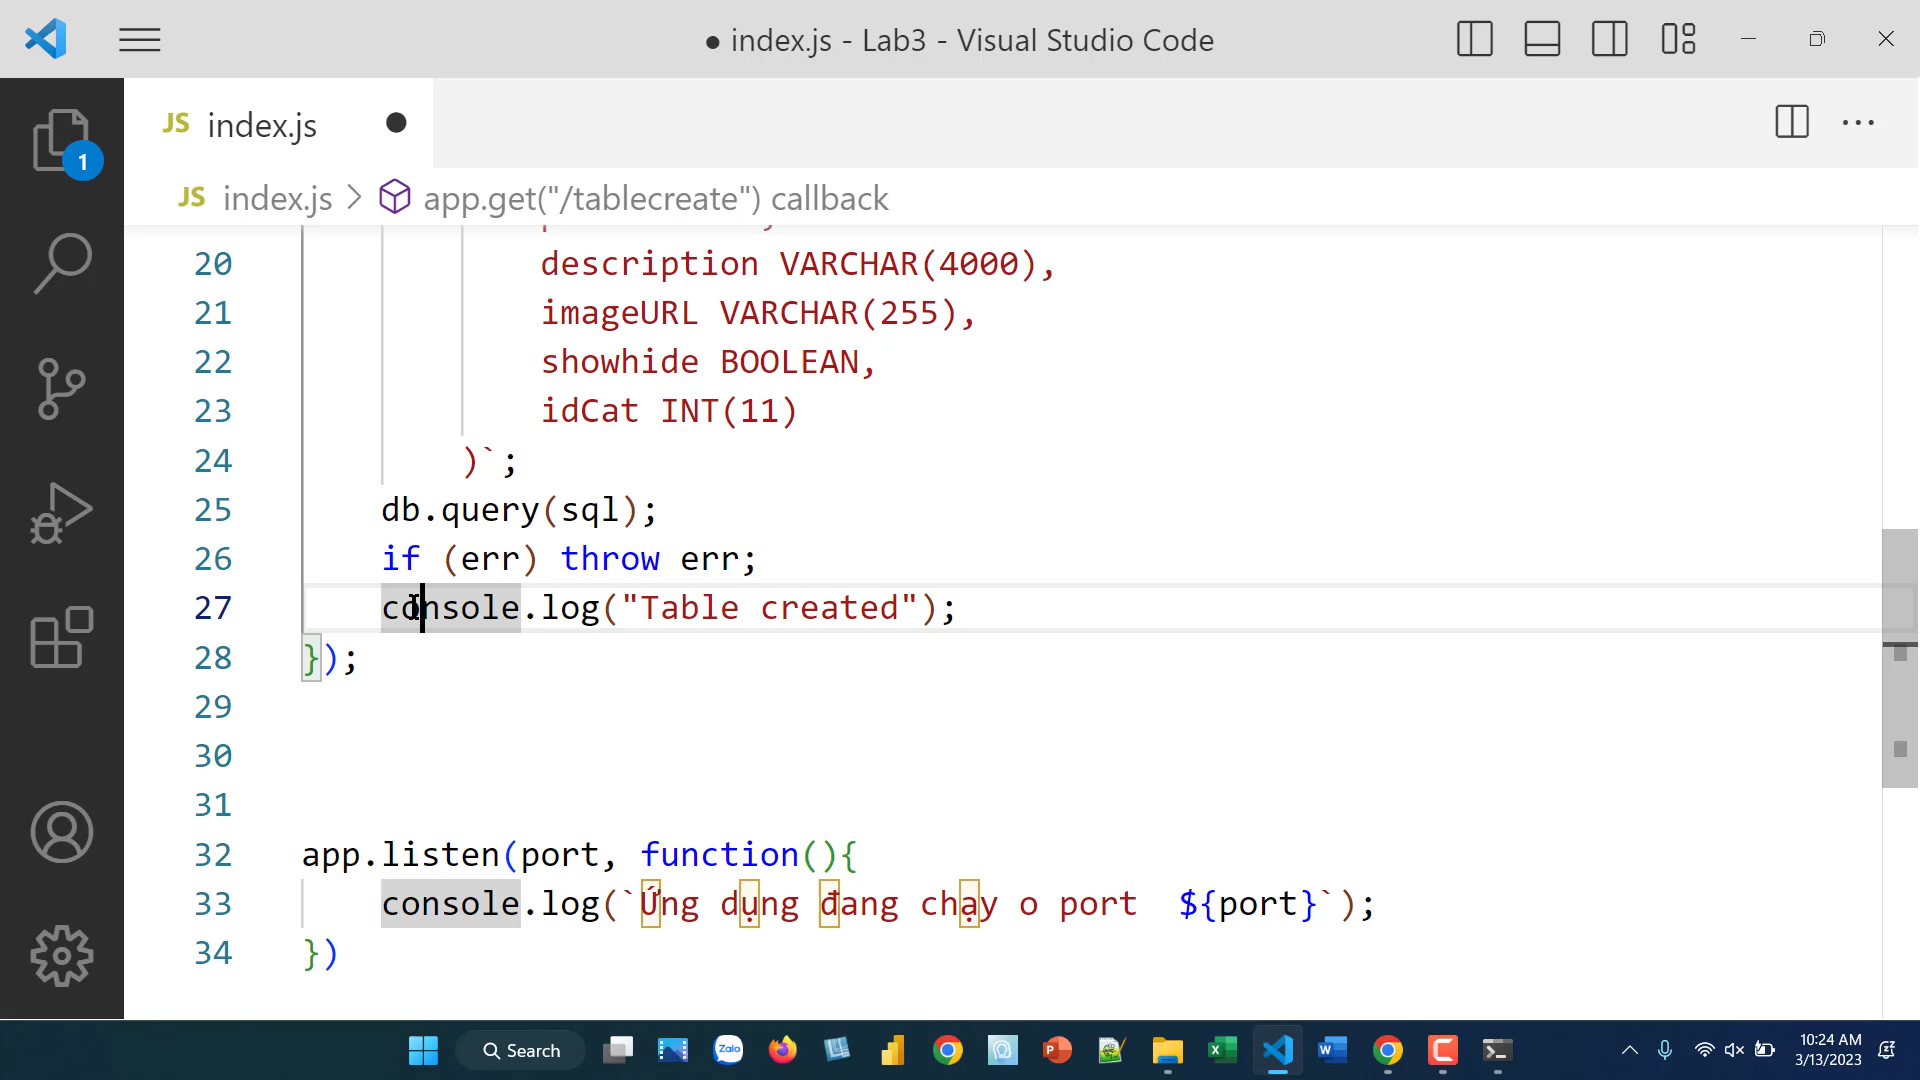 ● index.js - Lab3 - Visual Studio Code
JS index.js ●
1
JS index.js > app.get("/tablecreate") callback
20 description VARCHAR(4000),
21 imageURL VARCHAR(255),
22 showhide BOOLEAN,
23 idCat INT(11)
24 )`;
25 db.query(sql);
26 if (err) throw err;
27 console.log("Table created");
28 });
29
30
31
32 app.listen(port, function(){
33 console.log(`Ứng dụng đang chạy o port  ${port}`);
34 })
Search
Zalo
10:24 AM
3/13/2023